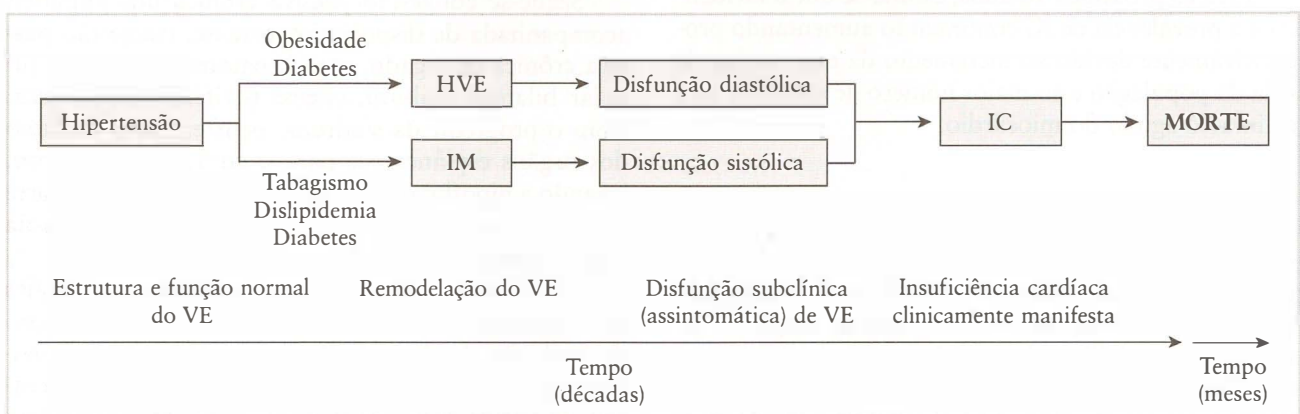 Obesidade
Diabetes
HVE
Disfunção diastólica
Hipertensão
IC
MORTE
IM
Disfunção sistólica
Tabagismo
Dislipidemia
Diabetes
Estrutura e função normal
do VE
Remodelação do VE
Disfunção subclínica
(assintomática) de VE
Insuficiência cardíaca
clinicamente manifesta
Tempo
(décadas)
Tempo
(meses)